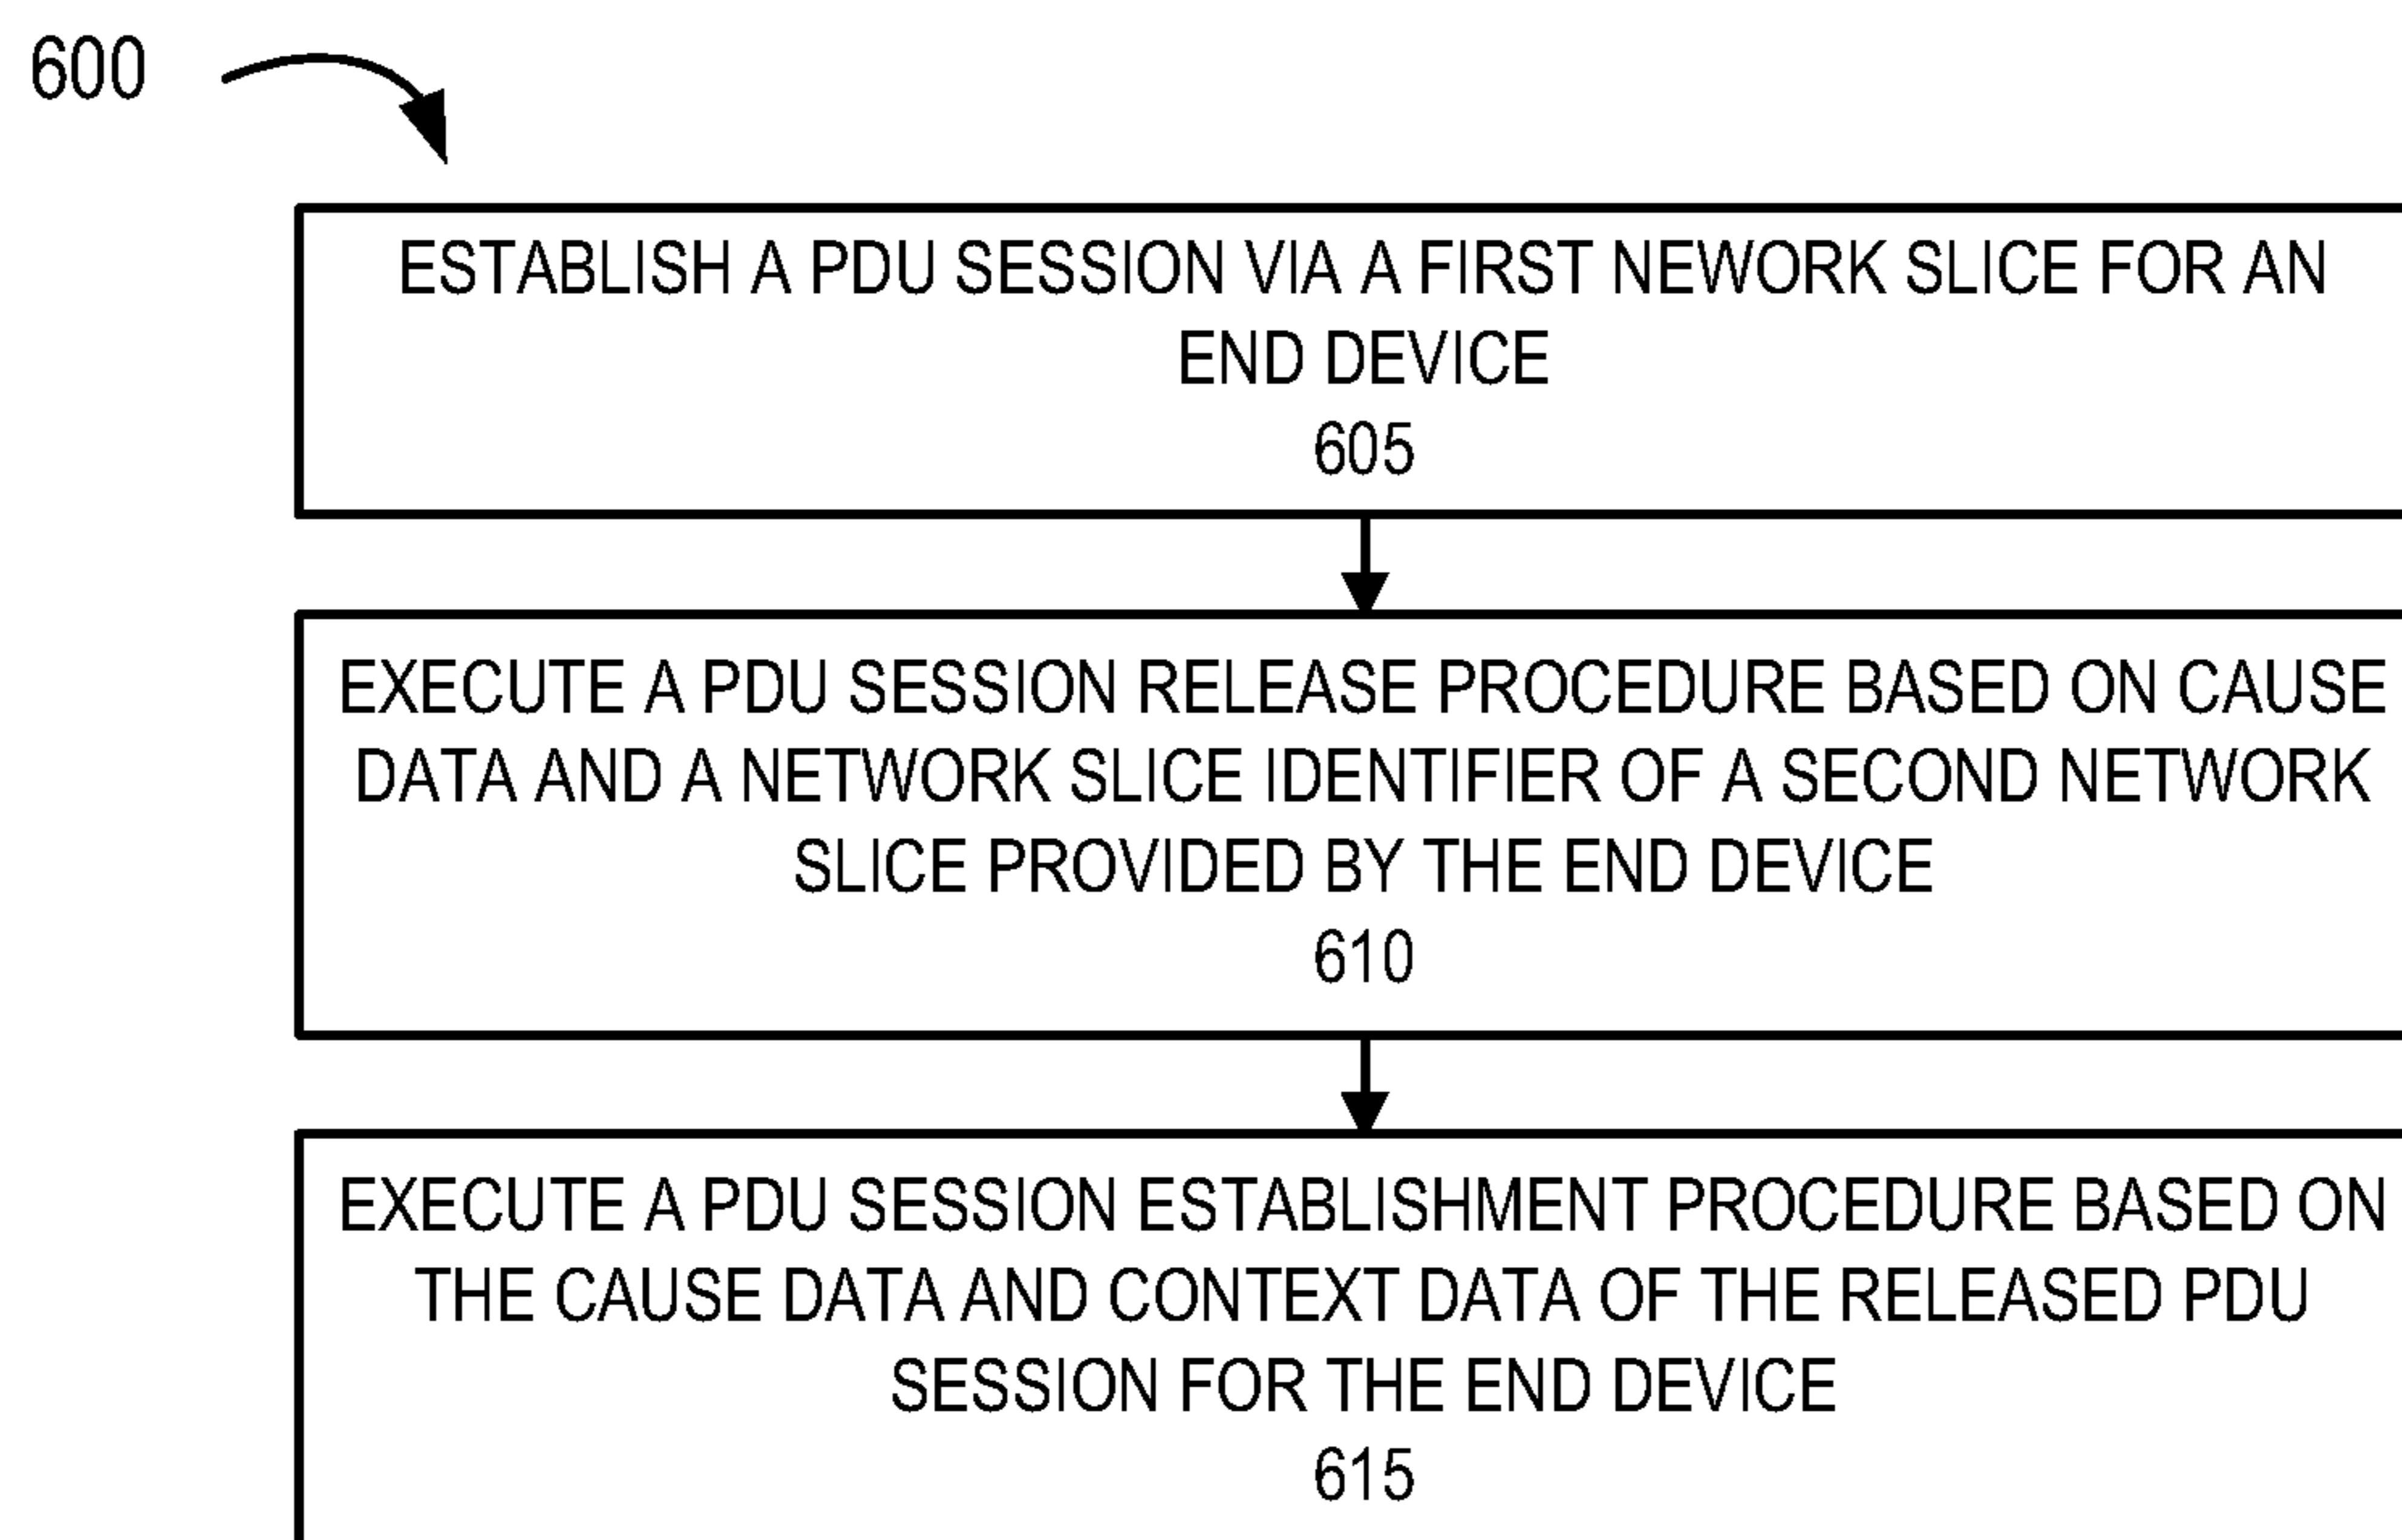 600
ESTABLISH A PDU SESSION VIA A FIRST NEWORK SLICE FOR AN
END DEVICE
605
EXECUTE A PDU SESSION RELEASE PROCEDURE BASED ON CAUSE
DATA AND A NETWORK SLICE IDENTIFIER OF A SECOND NETWORK
SLICE PROVIDED BY THE END DEVICE
610
EXECUTE A PDU SESSION ESTABLISHMENT PROCEDURE BASED ON
THE CAUSE DATA AND CONTEXT DATA OF THE RELEASED PDU
SESSION FOR THE END DEVICE
615